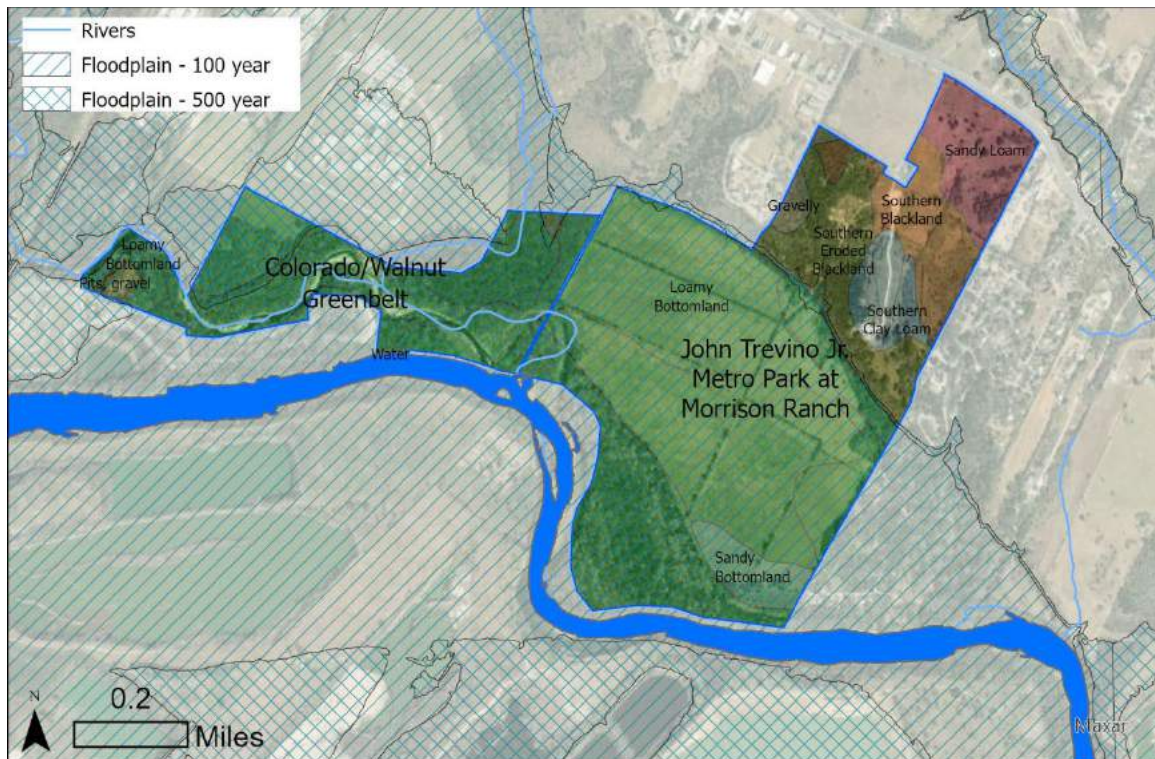 Rivers
Floodplain - 100 year
Floodplain - 500 year
Sandy Loam
Gravelly
Southern
Blackland
Southern
Eroded
Blackland
Loamy
Bottomland
Pits, gravel
Colorado/Walnut
Greenbelt
Loamy
Bottomland
Southern
Clay Loam
Water
John Trevino Jr.
Metro Park at
Morrison Ranch
Sandy
Bottomland
N
0.2
Miles
Maxar